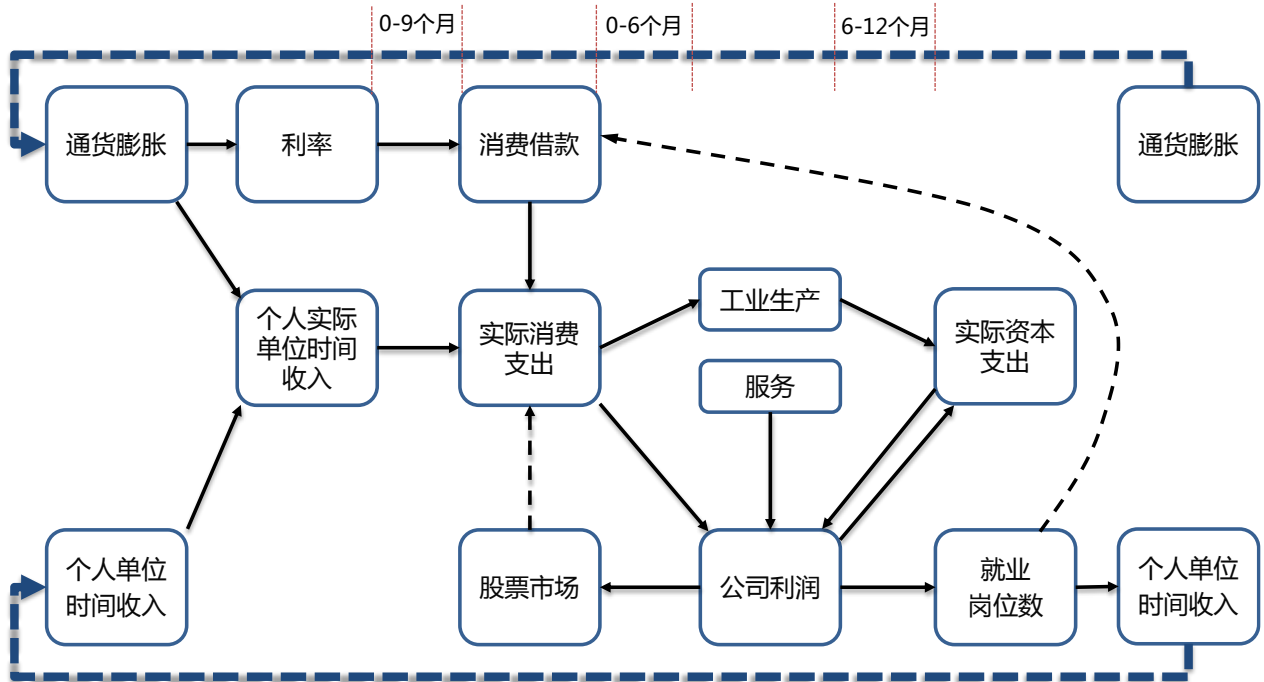 0-9个月
0-6个月
6-12个月
通货膨胀
利率
消费借款
通货膨胀
个人实际
单位时间
收入
实际消费
支出
工业生产
服务
实际资本
支出
个人单位
时间收入
股票市场
公司利润
就业
岗位数
个人单位
时间收入